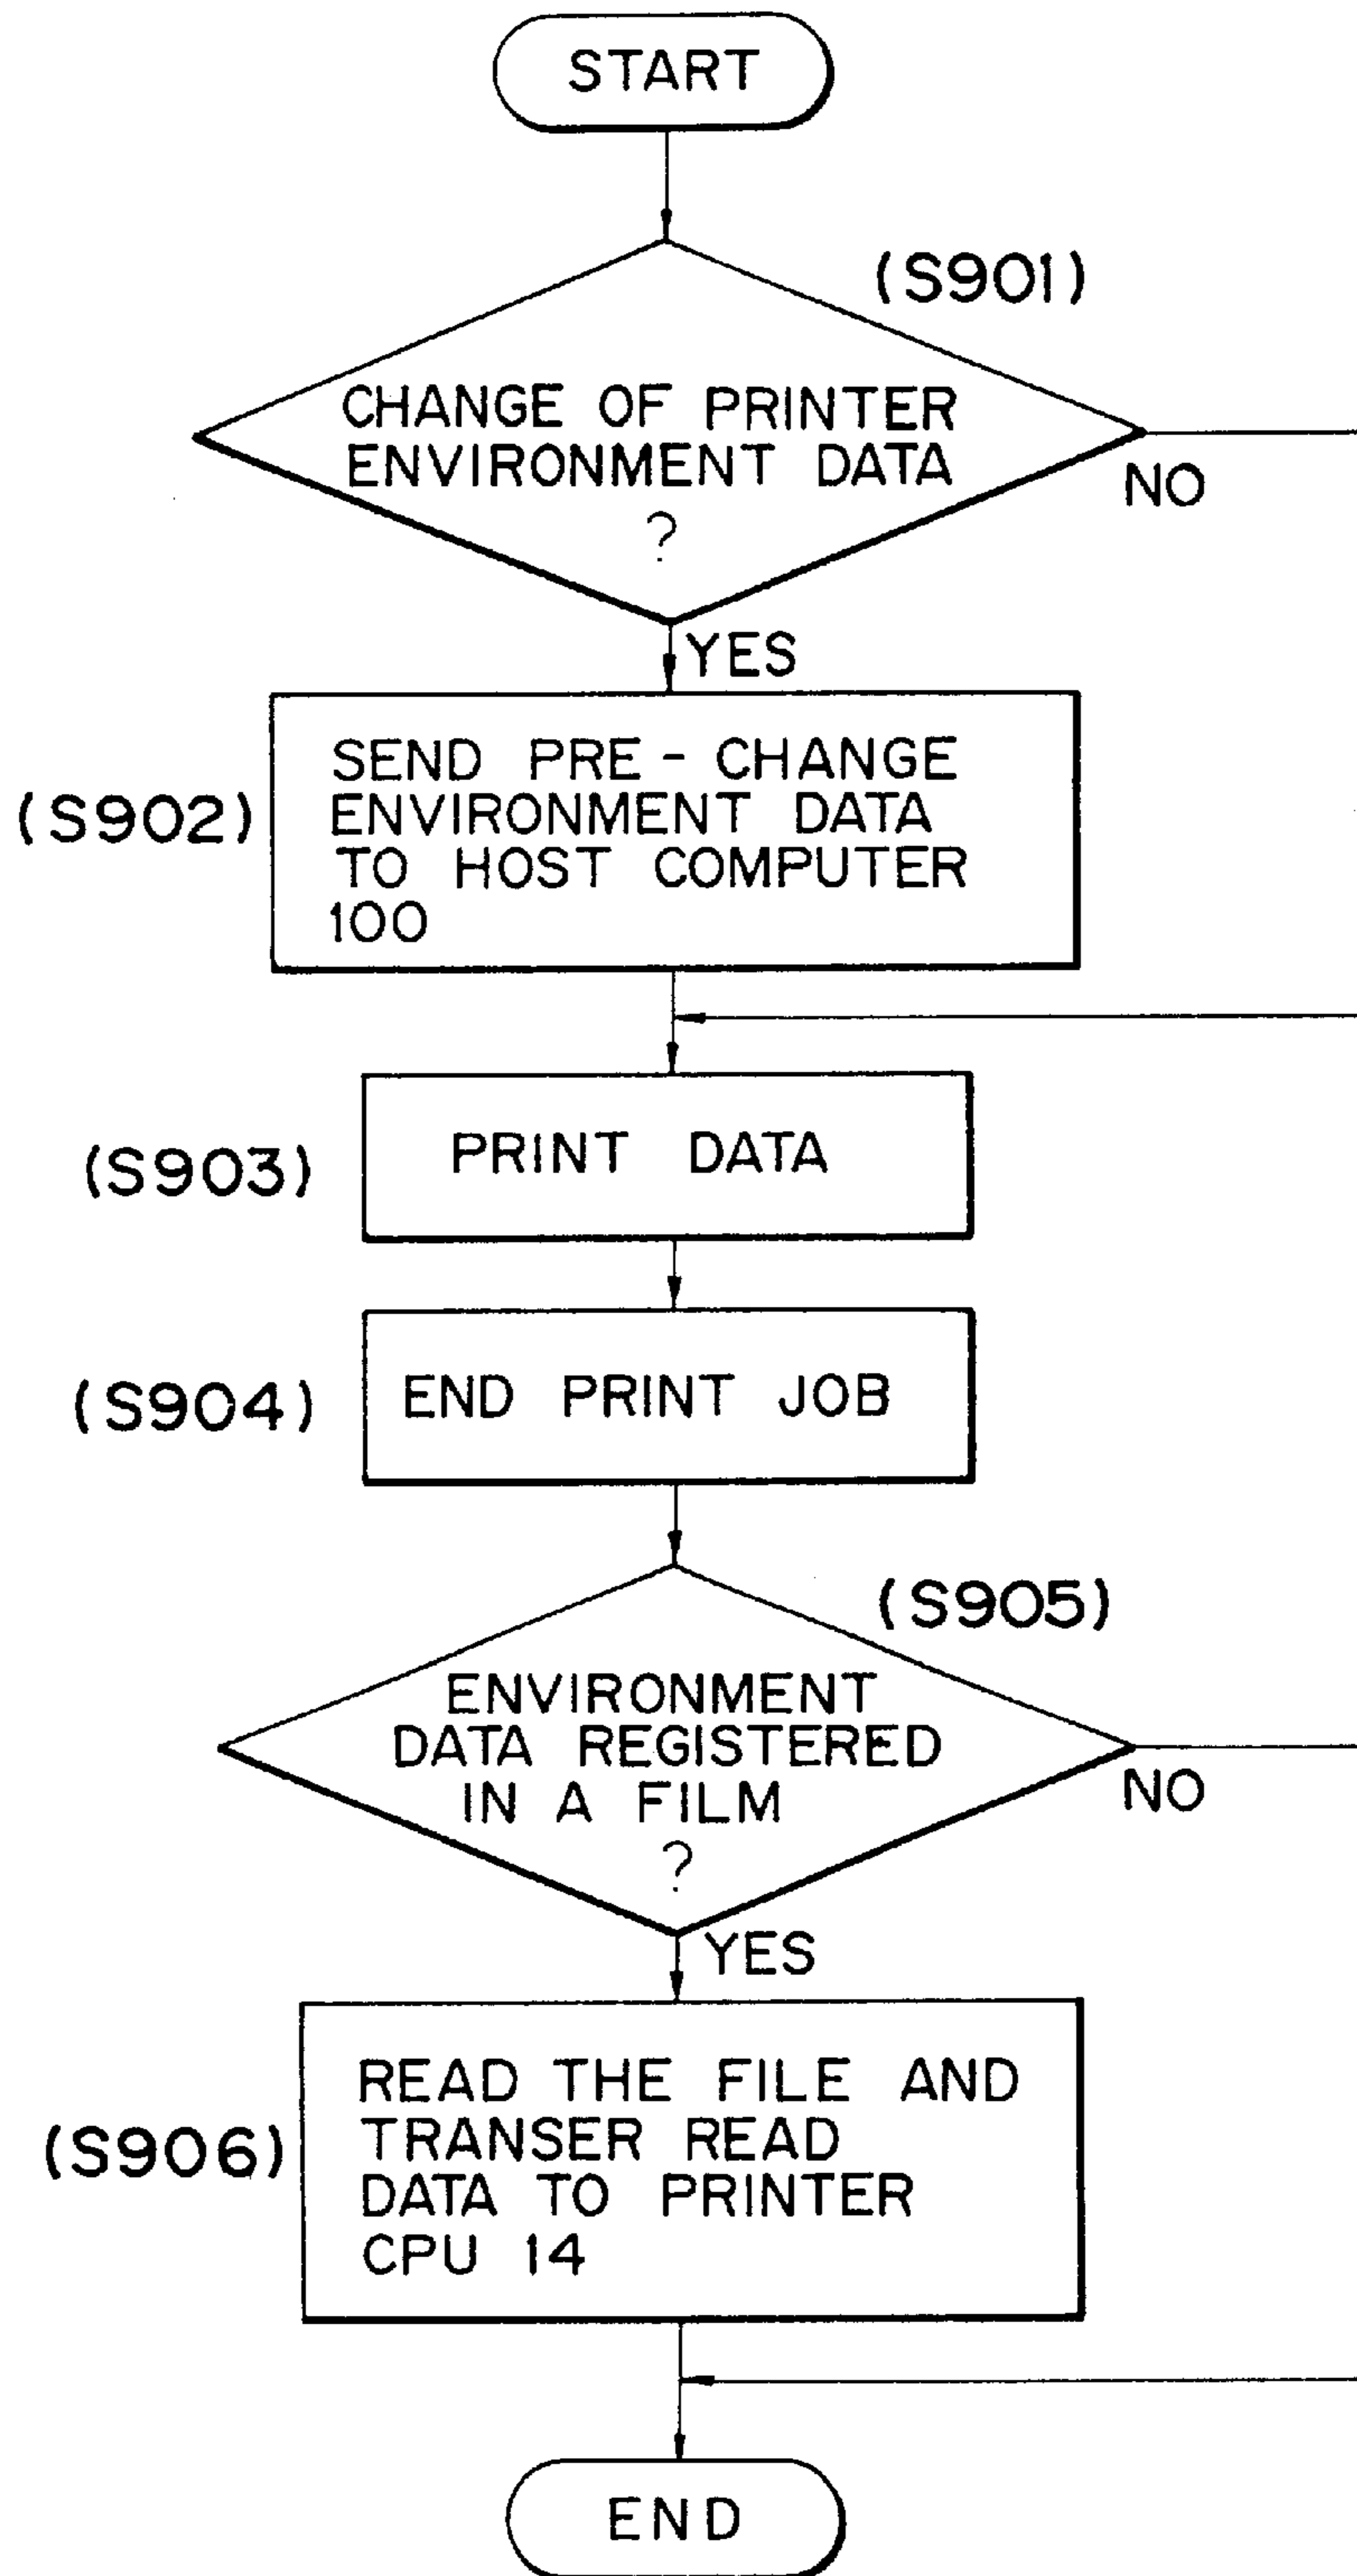 START
(S901)
CHANGE OF PRINTER
ENVIRONMENT DATA
?
NO
YES
(S902)
SEND PRE - CHANGE
ENVIRONMENT DATA
TO HOST COMPUTER
100
(S903)
PRINT DATA
(S904)
END PRINT JOB
(S905)
ENVIRONMENT
DATA REGISTERED
IN A FILM
?
NO
YES
(S906)
READ THE FILE AND
TRANSER READ
DATA TO PRINTER
CPU 14
END